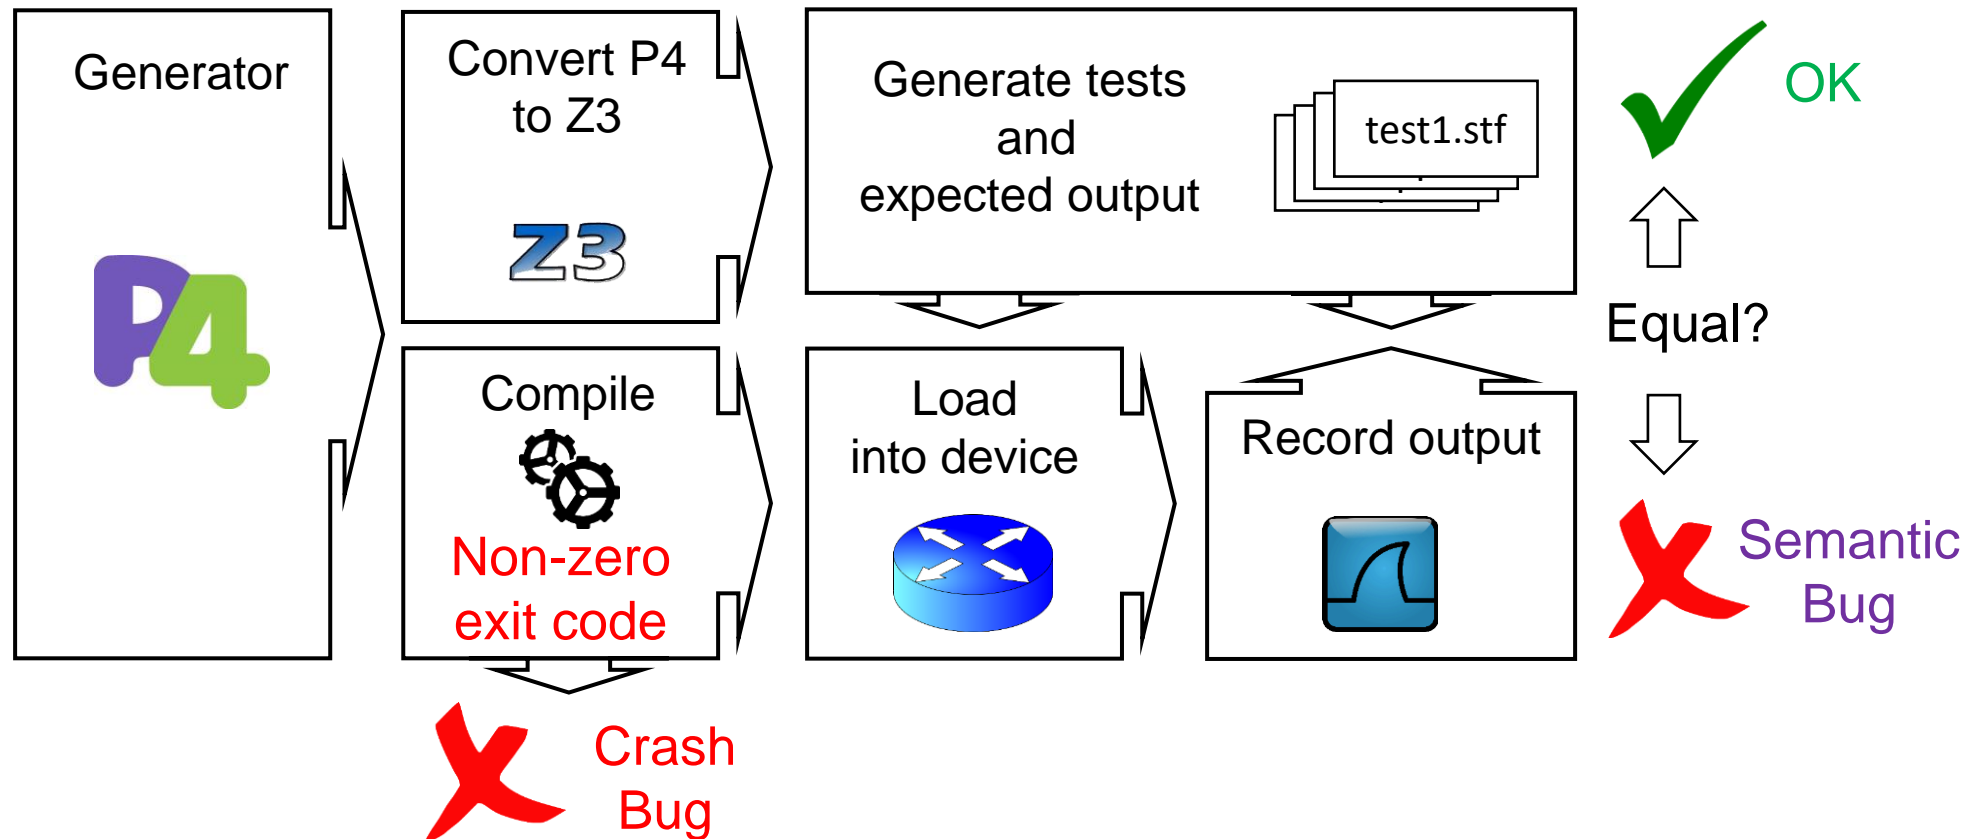 Generator
P4
Convert P4
to Z3
Z3
Generate tests
and
expected output
test1.stf
OK
Equal?
Compile
Non-zero
exit code
Load
into device
Record output
Semantic
Bug
Crash
Bug